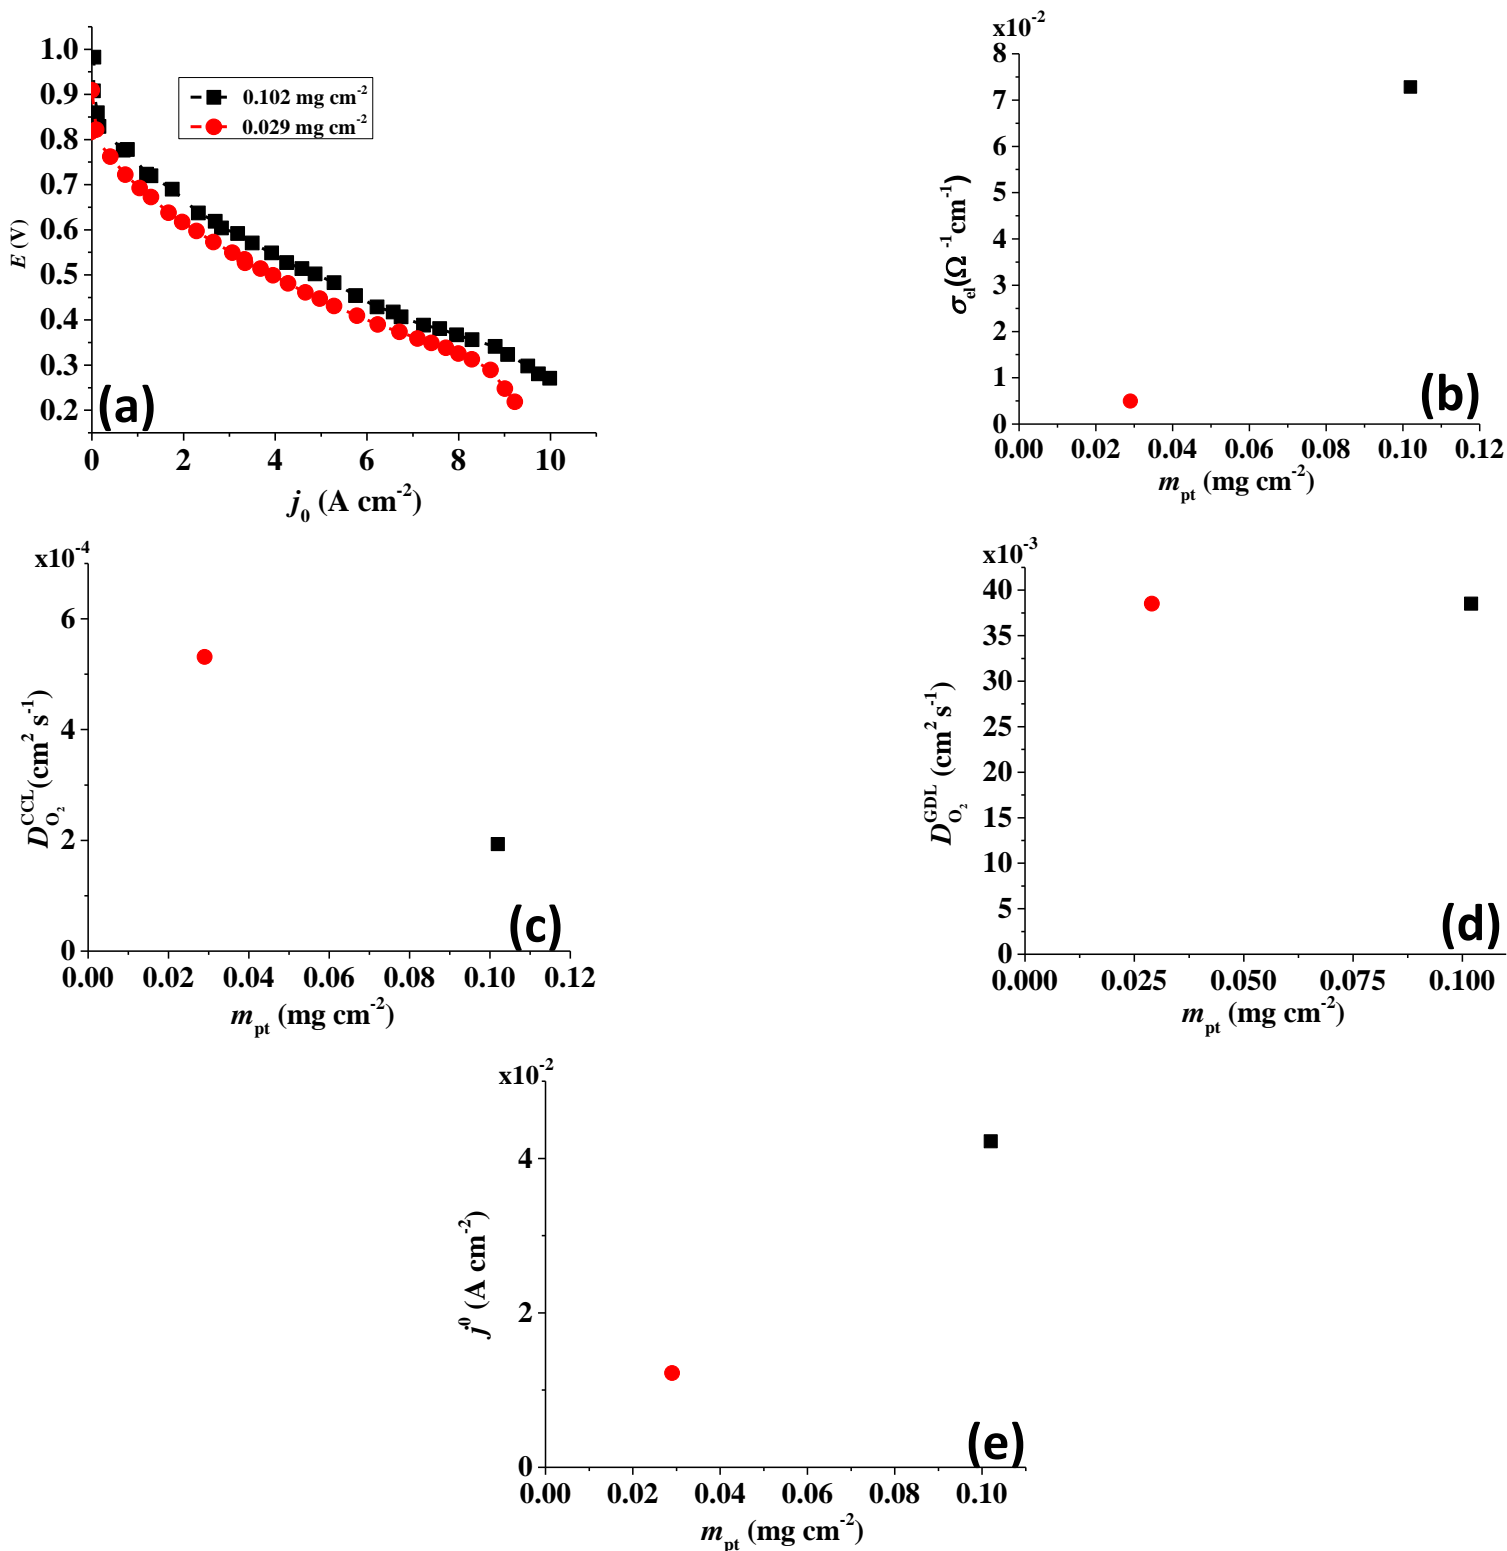 1.0
0.9
0.8
0.7
0.6
0.5
0.4
0.3
0.2
E (V)
0.102 mg cm⁻²
0.029 mg cm⁻²
(a)
0 2 4 6 8 10
j₀ (A cm⁻²)
x10⁻²
8
7
6
5
4
3
2
1
0
σₑₗ(Ω ⁻¹cm⁻¹)
(b)
0.00 0.02 0.04 0.06 0.08 0.10 0.12
mₚₜ (mg cm⁻²)
x10⁻⁴
6
4
2
0
D_O₂^CCL(cm² s⁻¹)
(c)
0.00 0.02 0.04 0.06 0.08 0.10 0.12
mₚₜ (mg cm⁻²)
x10⁻³
40
35
30
25
20
15
10
5
0
D_O₂^GDL (cm² s⁻¹)
(d)
0.000 0.025 0.050 0.075 0.100
mₚₜ (mg cm⁻²)
x10⁻²
4
2
0
j⁰ (A cm⁻²)
(e)
0.00 0.02 0.04 0.06 0.08 0.10
mₚₜ (mg cm⁻²)